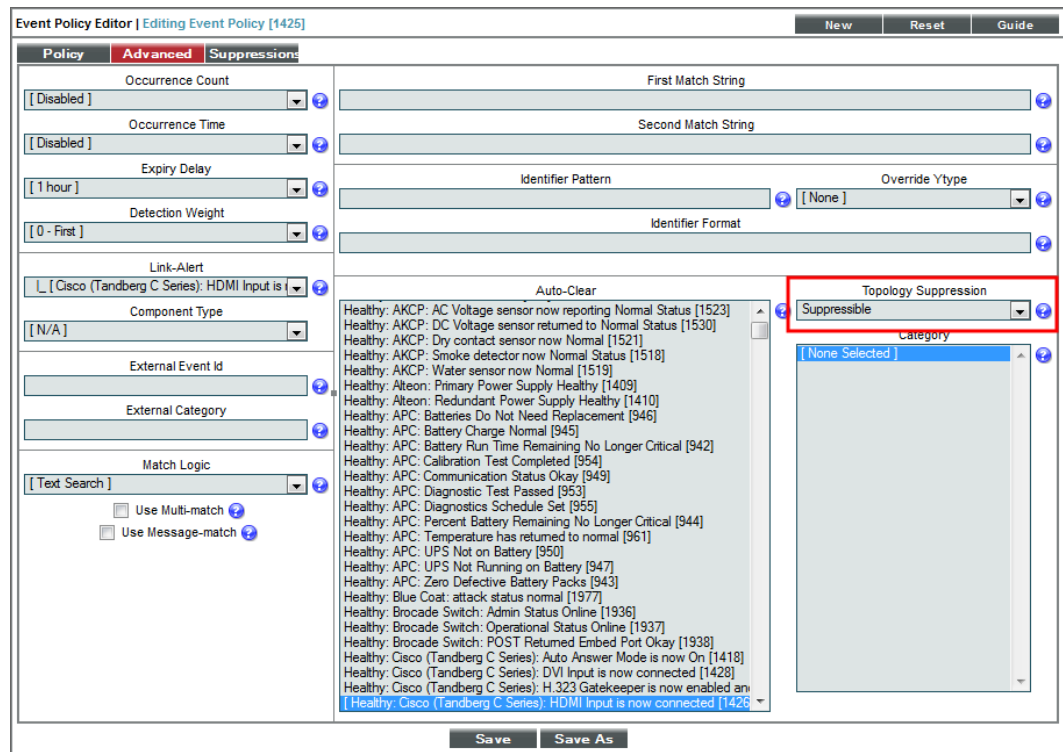 Event Policy Editor | Editing Event Policy [1425]
New
Reset
Guide
Policy
Advanced
Suppressions
Occurrence Count
[ Disabled ]
Occurrence Time
[ Disabled ]
Expiry Delay
[ 1 hour ]
Detection Weight
[ 0 - First ]
Link-Alert
|_ [ Cisco (Tandberg C Series): HDMI Input is
Component Type
[ N/A ]
External Event Id
External Category
Match Logic
[ Text Search ]
Use Multi-match
Use Message-match
First Match String
Second Match String
Identifier Pattern
Override Ytype
[ None ]
Identifier Format
Auto-Clear
Healthy: AKCP: AC Voltage sensor now reporting Normal Status [1523]
Healthy: AKCP: DC Voltage sensor returned to Normal Status [1530]
Healthy: AKCP: Dry contact sensor now Normal [1521]
Healthy: AKCP: Smoke detector now Normal Status [1518]
Healthy: AKCP: Water sensor now Normal [1519]
Healthy: Alteon: Primary Power Supply Healthy [1409]
Healthy: Alteon: Redundant Power Supply Healthy [1410]
Healthy: APC: Batteries Do Not Need Replacement [946]
Healthy: APC: Battery Charge Normal [945]
Healthy: APC: Battery Run Time Remaining No Longer Critical [942]
Healthy: APC: Calibration Test Completed [954]
Healthy: APC: Communication Status Okay [949]
Healthy: APC: Diagnostic Test Passed [953]
Healthy: APC: Diagnostics Schedule Set [955]
Healthy: APC: Percent Battery Remaining No Longer Critical [944]
Healthy: APC: Temperature has returned to normal [961]
Healthy: APC: UPS Not on Battery [950]
Healthy: APC: UPS Not Running on Battery [947]
Healthy: APC: Zero Defective Battery Packs [943]
Healthy: Blue Coat: attack status normal [1977]
Healthy: Brocade Switch: Admin Status Online [1936]
Healthy: Brocade Switch: Operational Status Online [1937]
Healthy: Brocade Switch: POST Returned Embed Port Okay [1938]
Healthy: Cisco (Tandberg C Series): Auto Answer Mode is now On [1418]
Healthy: Cisco (Tandberg C Series): DVI Input is now connected [1428]
Healthy: Cisco (Tandberg C Series): H.323 Gatekeeper is now enabled an
[ Healthy: Cisco (Tandberg C Series): HDMI Input is now connected [1426
Topology Suppression
Suppressible
Category
[ None Selected ]
Save
Save As